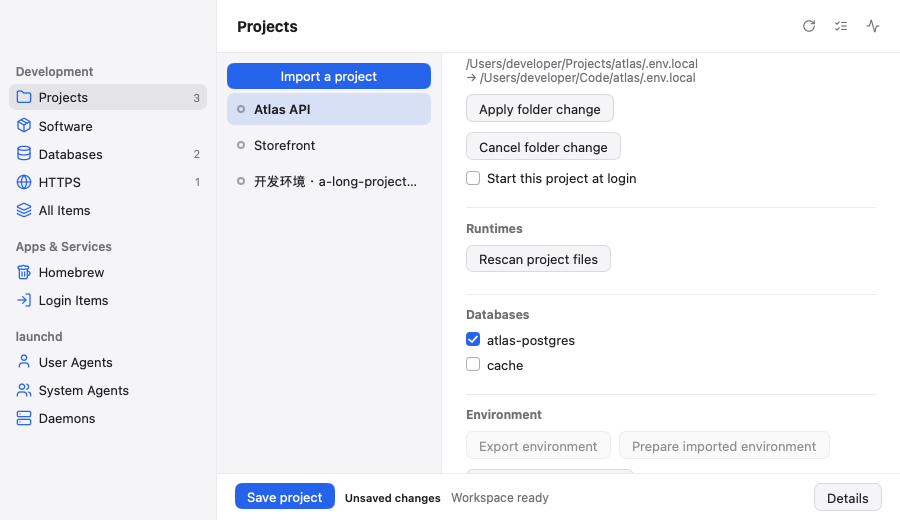 Projects
Development
Projects 3
Software
Databases 2
HTTPS 1
All Items
Apps & Services
Homebrew
Login Items
launchd
User Agents
System Agents
Daemons
Import a project
Atlas API
Storefront
开发环境 · a-long-project...
/Users/developer/Projects/atlas/.env.local
→ /Users/developer/Code/atlas/.env.local
Apply folder change
Cancel folder change
Start this project at login
Runtimes
Rescan project files
Databases
atlas-postgres
cache
Environment
Export environment Prepare imported environment
Save project Unsaved changes Workspace ready Details